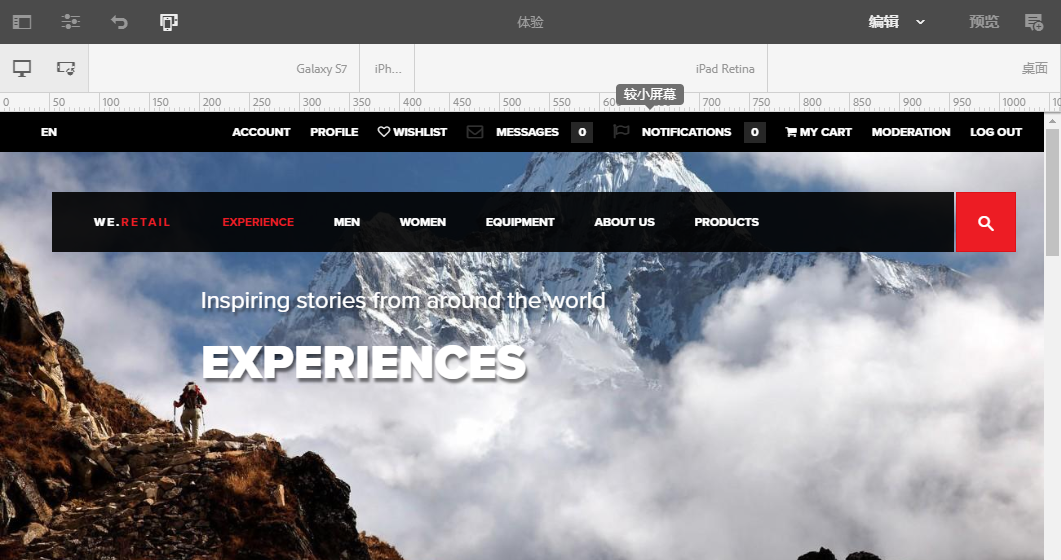 体验 编辑 预览
Galaxy S7 iPh... iPad Retina 桌面
0 50 100 150 200 250 300 350 400 450 500 550 700 750 800 850 900 950 1000
较小屏幕
EN ACCOUNT PROFILE WISHLIST MESSAGES 0 NOTIFICATIONS 0 MY CART MODERATION LOG OUT
WE.RETAIL EXPERIENCE MEN WOMEN EQUIPMENT ABOUT US PRODUCTS
Inspiring stories from around the world
EXPERIENCES